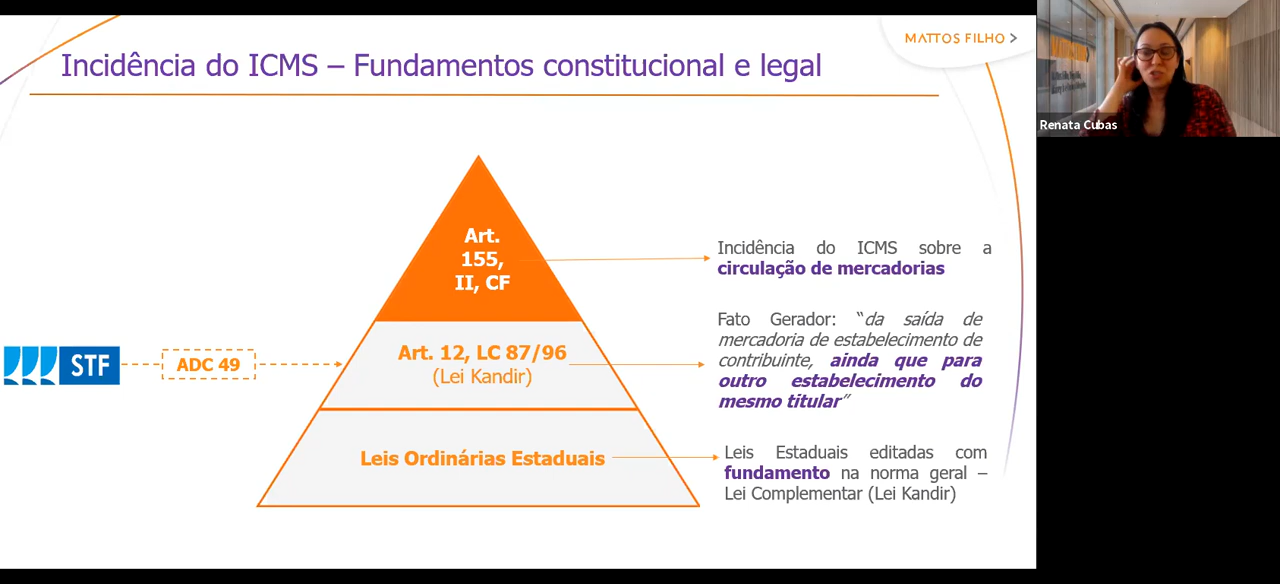 MATTOS FILHO >
Incidência do ICMS – Fundamentos constitucional e legal
Renata Cubas
Art.
155,
II, CF
Incidência do ICMS sobre a
circulação de mercadorias
Fato Gerador: “da saída de
mercadoria de estabelecimento de
contribuinte, ainda que para
outro estabelecimento do
mesmo titular”
STF
ADC 49
Art. 12, LC 87/96
(Lei Kandir)
Leis Ordinárias Estaduais
Leis Estaduais editadas com
fundamento na norma geral –
Lei Complementar (Lei Kandir)